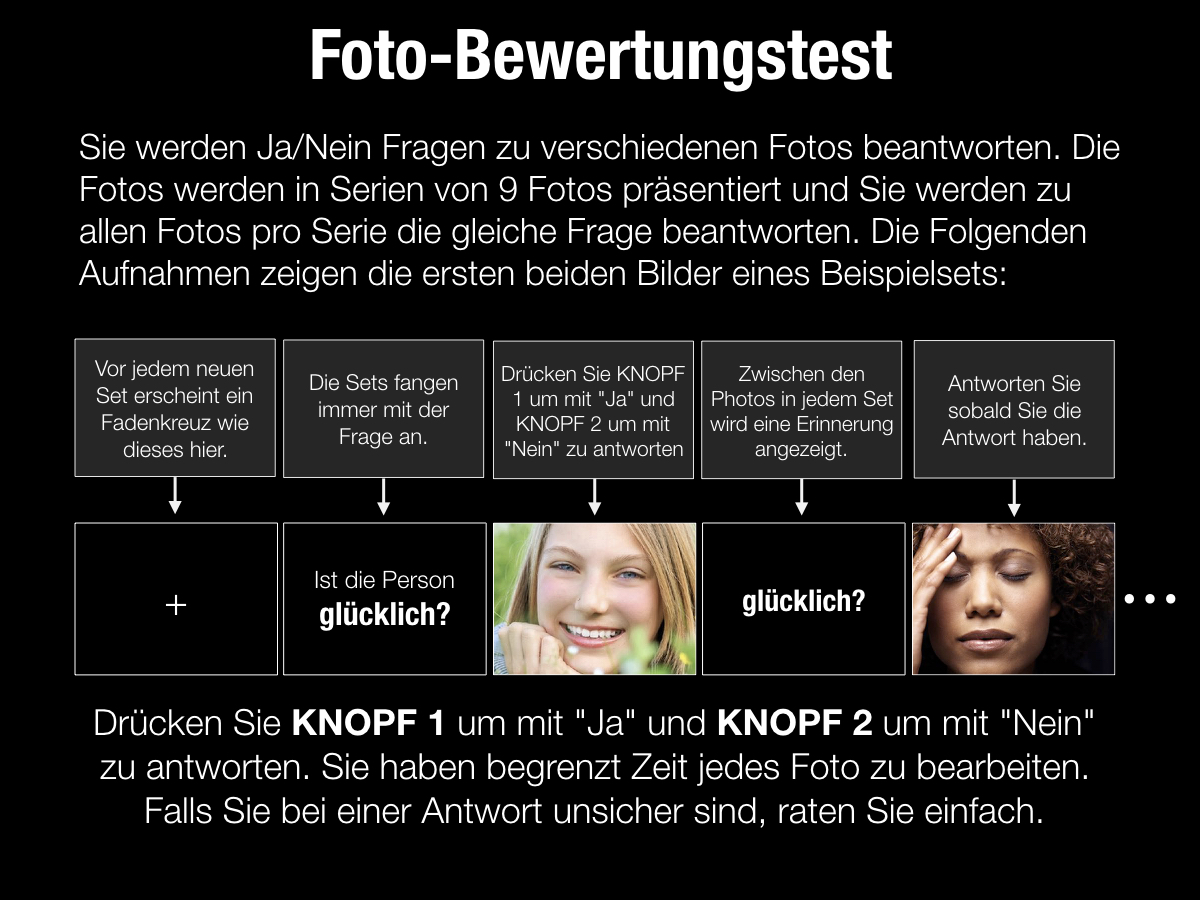 Foto-Bewertungstest
Sie werden Ja/Nein Fragen zu verschiedenen Fotos beantworten. Die
Fotos werden in Serien von 9 Fotos präsentiert und Sie werden zu
allen Fotos pro Serie die gleiche Frage beantworten. Die Folgenden
Aufnahmen zeigen die ersten beiden Bilder eines Beispielsets:
Vor jedem neuen
Set erscheint ein
Fadenkreuz wie
dieses hier.
Die Sets fangen
immer mit der
Frage an.
Drücken Sie KNOPF
1 um mit "Ja" und
KNOPF 2 um mit
"Nein" zu antworten
Zwischen den
Photos in jedem Set
wird eine Erinnerung
angezeigt.
Antworten Sie
sobald Sie die
Antwort haben.
+
Ist die Person
glücklich?
glücklich?
...
Drücken Sie KNOPF 1 um mit "Ja" und KNOPF 2 um mit "Nein"
zu antworten. Sie haben begrenzt Zeit jedes Foto zu bearbeiten.
Falls Sie bei einer Antwort unsicher sind, raten Sie einfach.